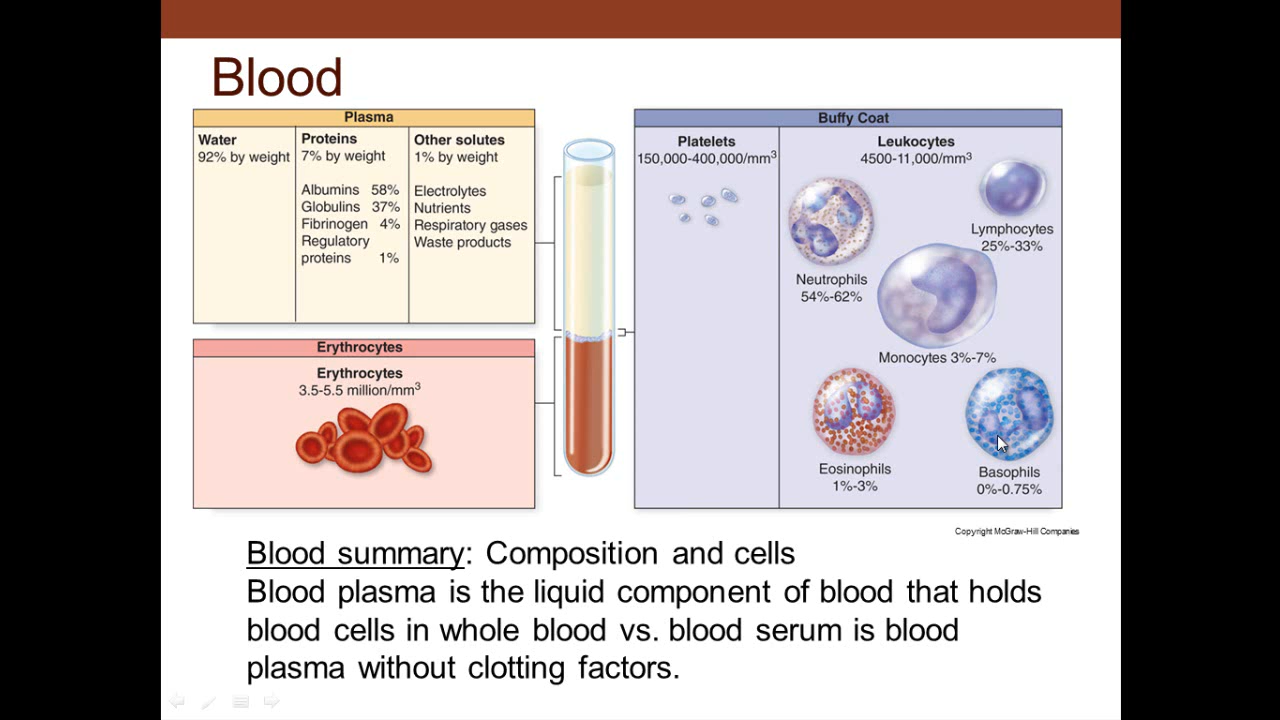 Blood
Plasma
Water
92% by weight
Proteins
7% by weight
Albumins 58%
Globulins 37%
Fibrinogen 4%
Regulatory
proteins 1%
Other solutes
1% by weight
Electrolytes
Nutrients
Respiratory gases
Waste products
Erythrocytes
Erythrocytes
3.5-5.5 million/mm³
Buffy Coat
Platelets
150,000-400,000/mm³
Leukocytes
4500-11,000/mm³
Lymphocytes
25%-33%
Neutrophils
54%-62%
Monocytes 3%-7%
Eosinophils
1%-3%
Basophils
0%-0.75%
Copyright McGraw-Hill Companies
Blood summary: Composition and cells
Blood plasma is the liquid component of blood that holds
blood cells in whole blood vs. blood serum is blood
plasma without clotting factors.